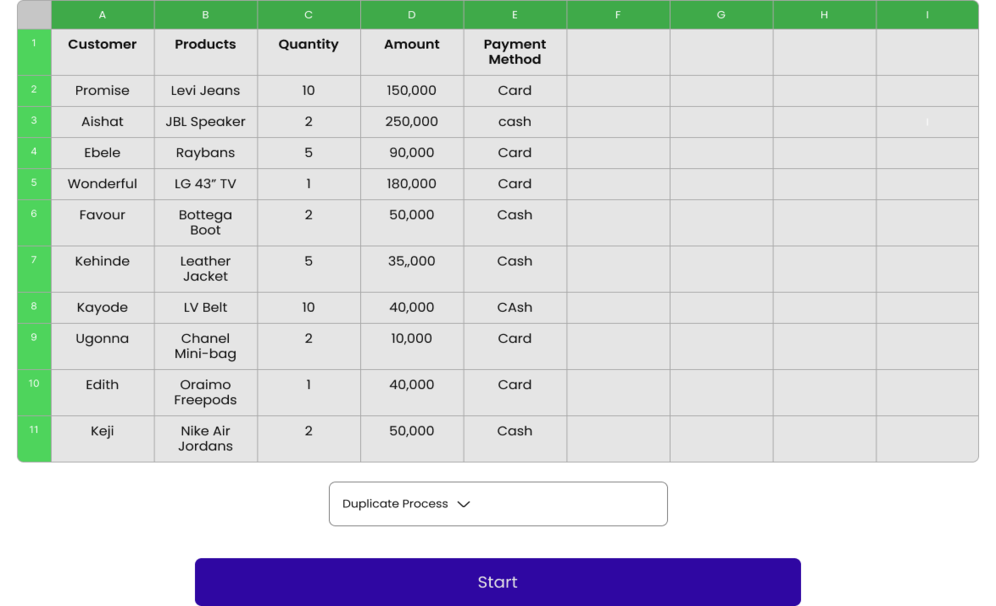 A B C D E F G H I
1 Customer Products Quantity Amount Payment
Method
2 Promise Levi Jeans 10 150,000 Card
3 Aishat JBL Speaker 2 250,000 cash I
4 Ebele Raybans 5 90,000 Card
5 Wonderful LG 43” TV 1 180,000 Card
6 Favour Bottega 2 50,000 Cash
Boot
7 Kehinde Leather 5 35,,000 Cash
Jacket
8 Kayode LV Belt 10 40,000 CAsh
9 Ugonna Chanel 2 10,000 Card
Mini-bag
10 Edith Oraimo 1 40,000 Card
Freepods
11 Keji Nike Air 2 50,000 Cash
Jordans
Duplicate Process
Start